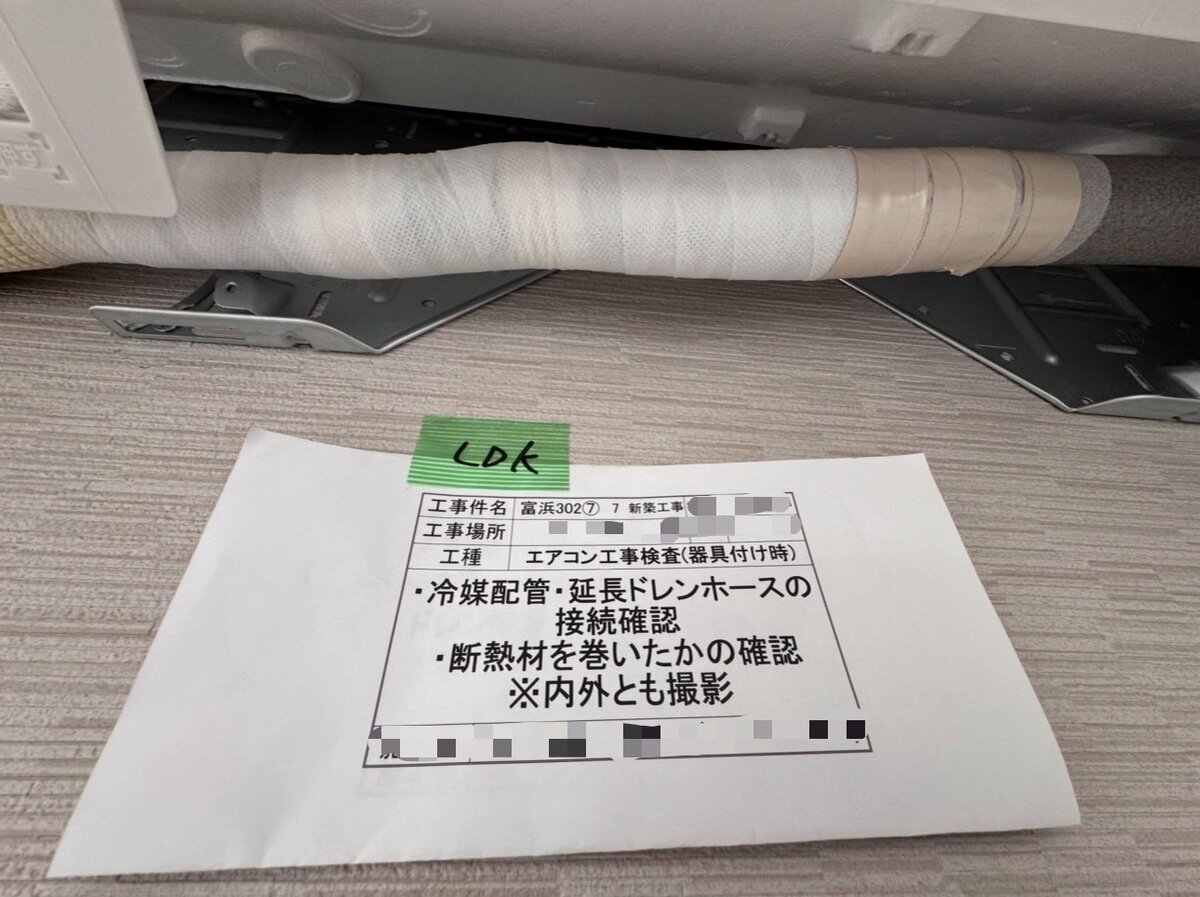 LDK
工事件名 富浜302⑦ 7 新築工事
工事場所
工種 エアコン工事検査(器具付け時)
・冷媒配管・延長ドレンホースの
接続確認
・断熱材を巻いたかの確認
※内外とも撮影